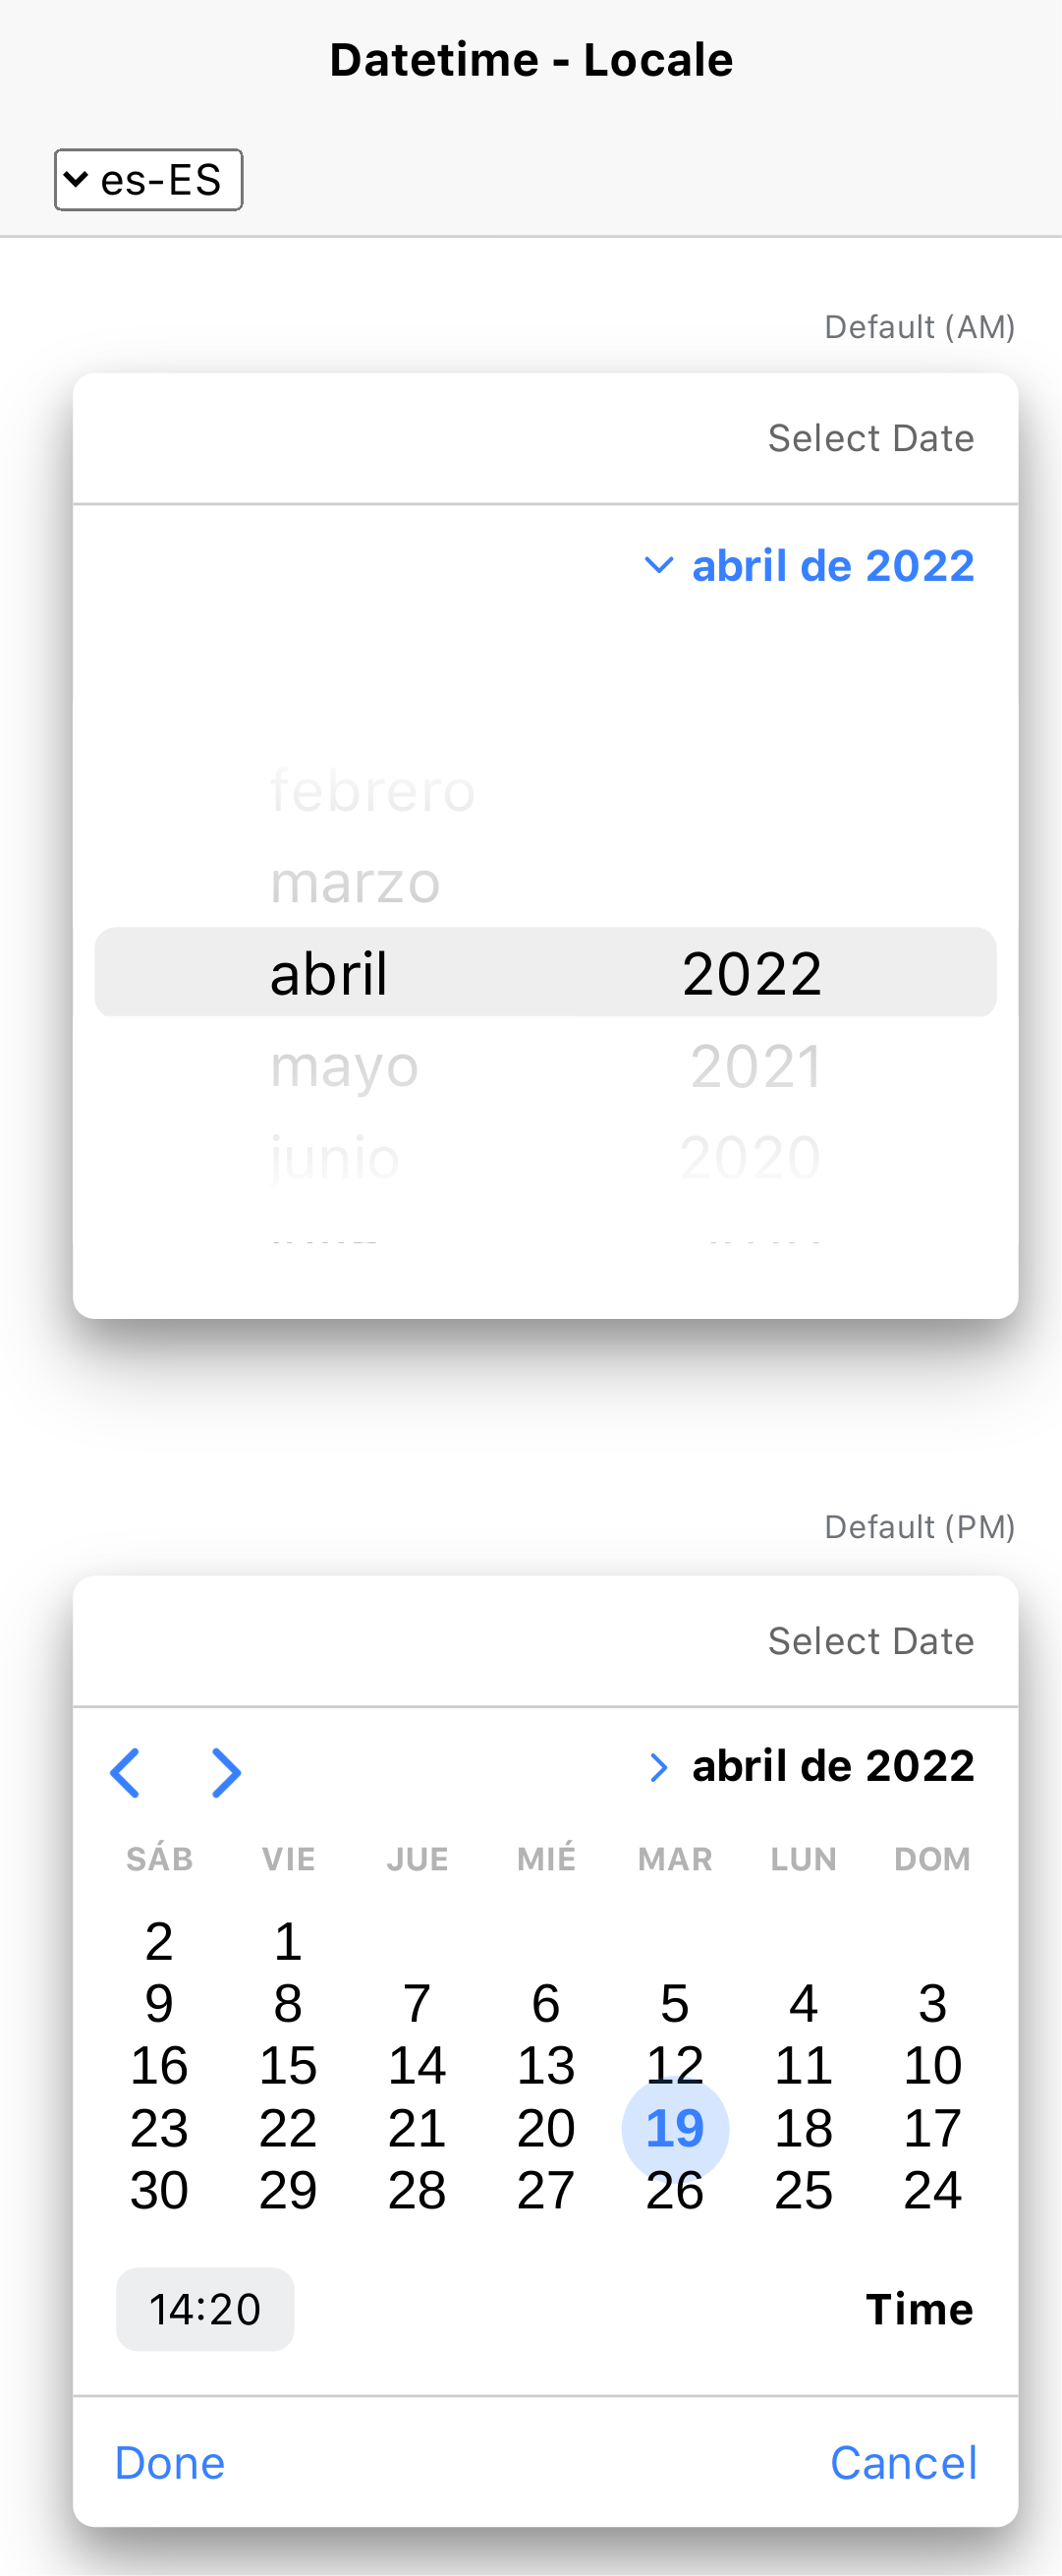 Datetime - Locale
es-ES
Default (AM)
Select Date
abril de 2022
febrero
marzo
abril 2022
mayo 2021
junio 2020
Default (PM)
Select Date
abril de 2022
SÁB VIE JUE MIÉ MAR LUN DOM
2 1
9 8 7 6 5 4 3
16 15 14 13 12 11 10
23 22 21 20 19 18 17
30 29 28 27 26 25 24
14:20 Time
Done Cancel